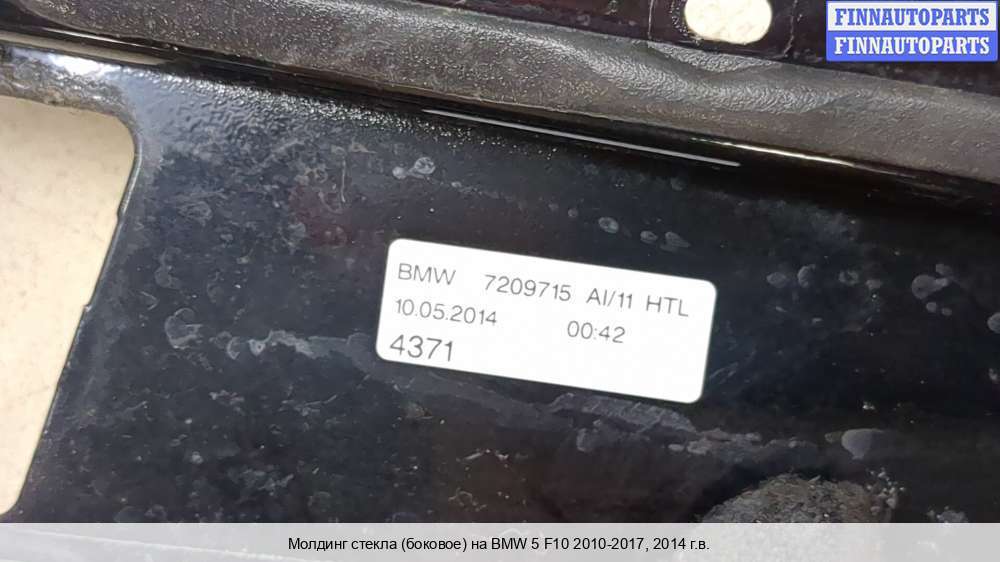 FINNAUTOPARTS
FINNAUTOPARTS
BMW 7209715 AI/11 HTL
10.05.2014 00:42
4371
Молдинг стекла (боковое) на BMW 5 F10 2010-2017, 2014 г.в.